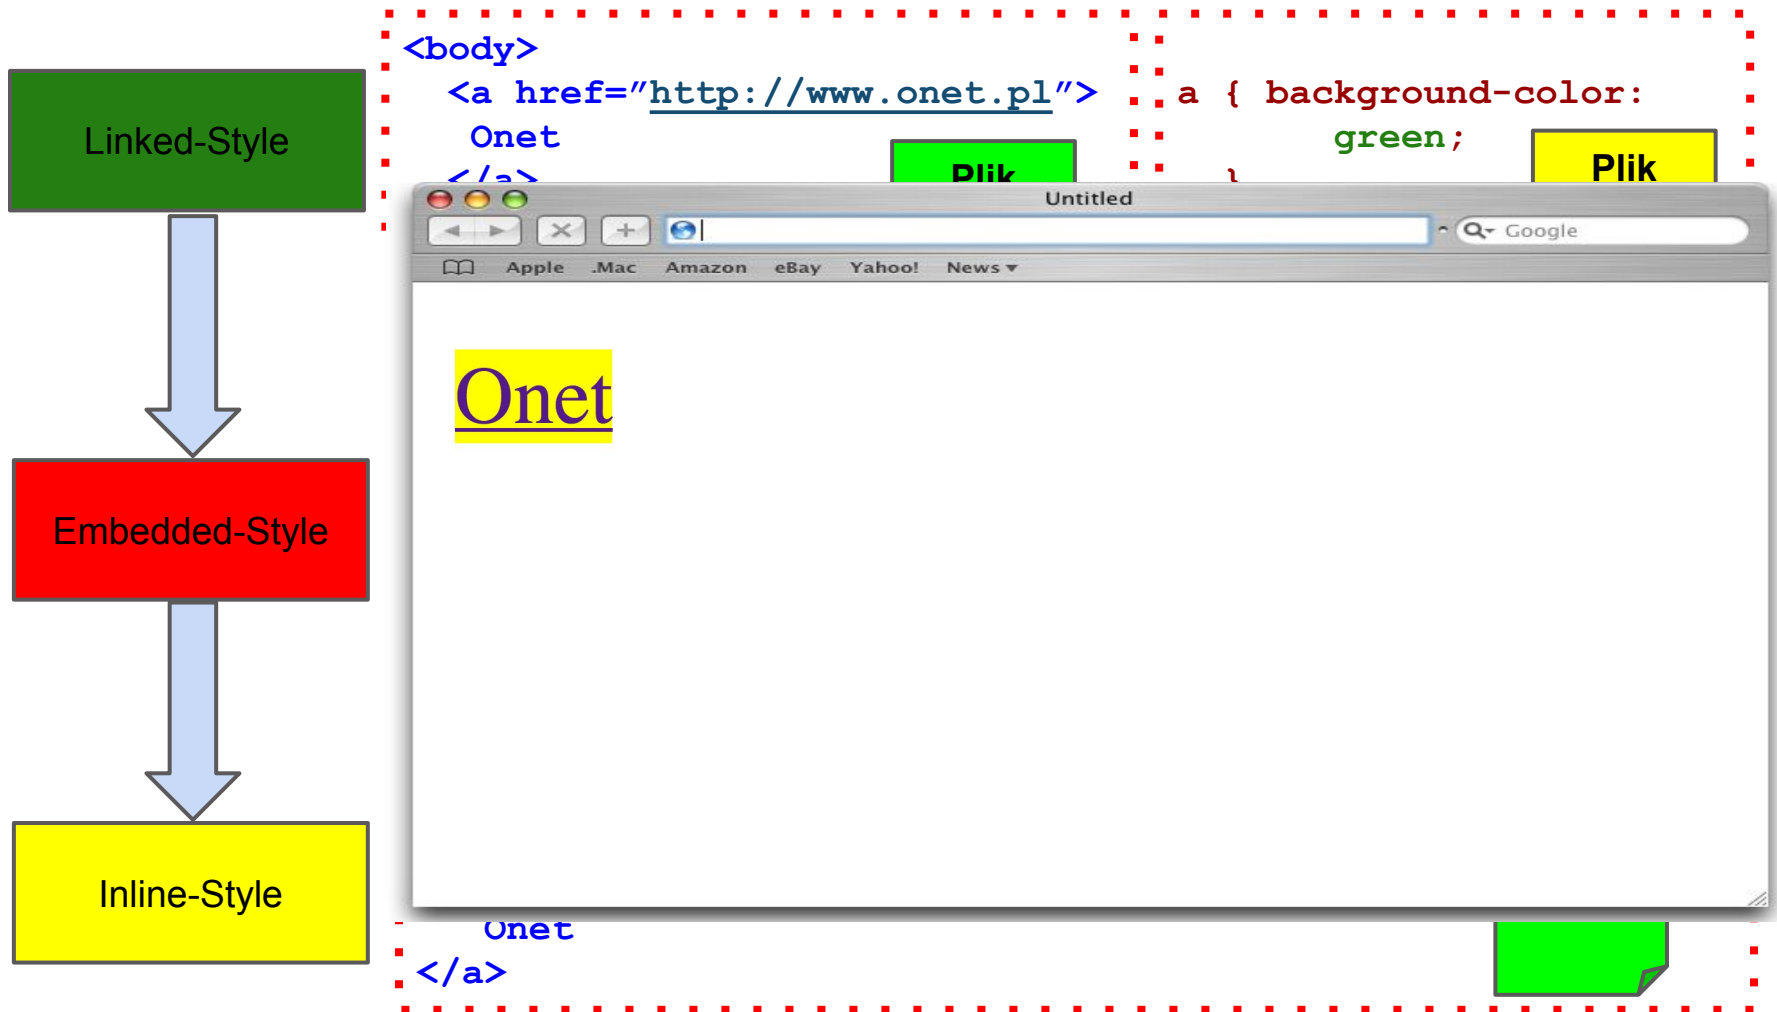 <body>
<a href=”http://www.onet.pl”>
Onet
</a>
Plik
a { background-color:
green;
}
Plik
Linked-Style
Untitled
Google
Apple .Mac Amazon eBay Yahoo! News
Onet
Embedded-Style
Inline-Style
Onet
</a>